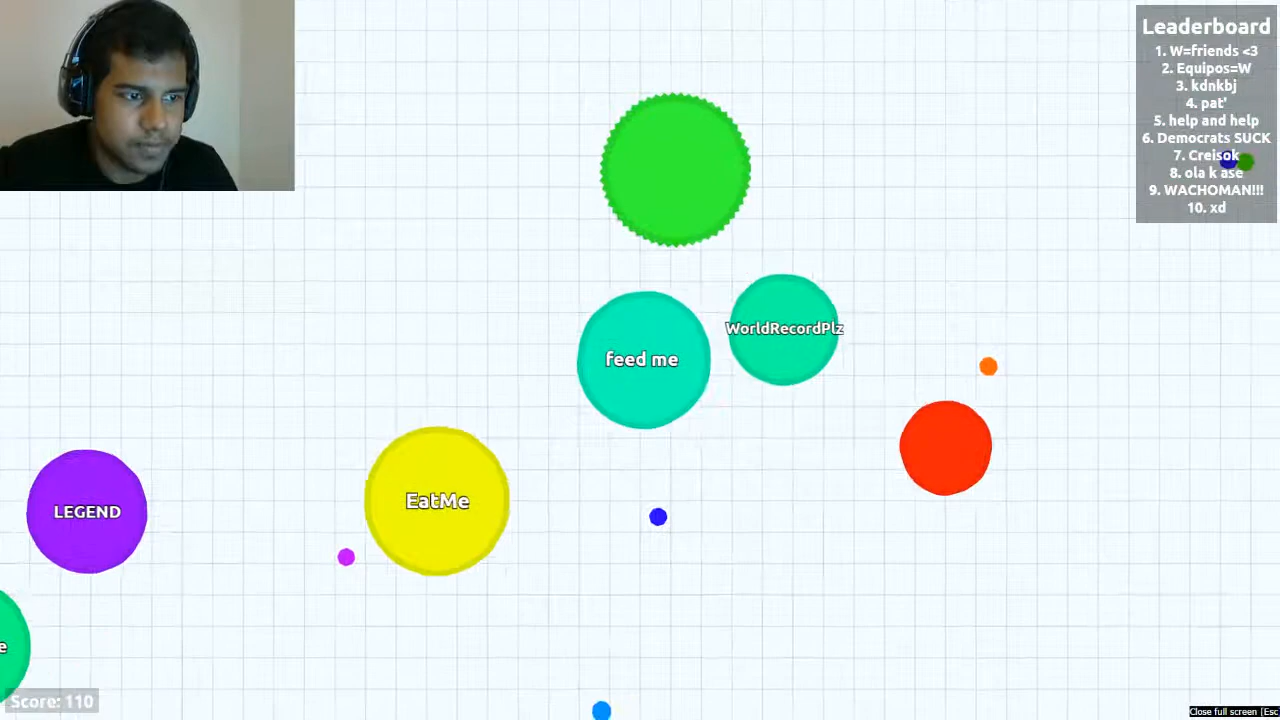 Leaderboard
1. W=friends <3
2. Equipos=W
3. kdnkbj
4. pat'
5. help and help
6. Democrats SUCK
7. Creisok
8. ola k ase
9. WACHOMAN!!!
10. xd
WorldRecordPlz
feed me
EatMe
LEGEND
e
Score: 110
Close full screen [Esc